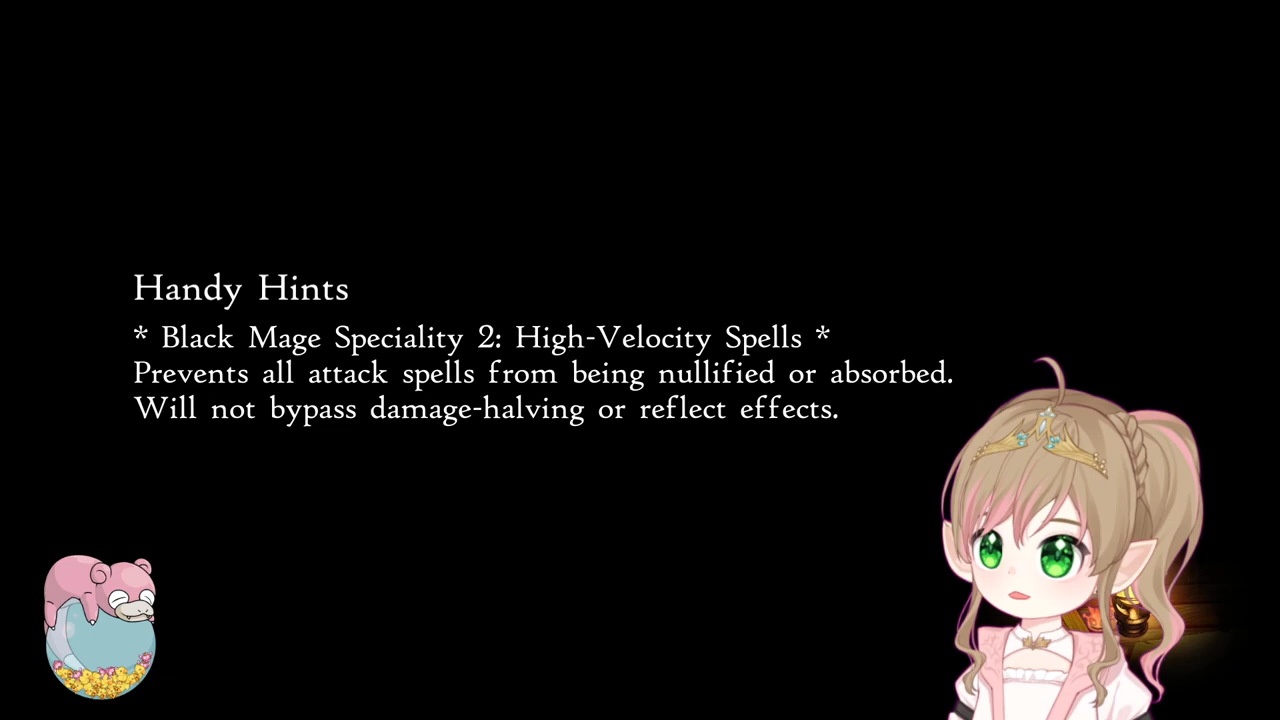 Handy Hints
* Black Mage Speciality 2: High-Velocity Spells *
Prevents all attack spells from being nullified or absorbed.
Will not bypass damage-halving or reflect effects.